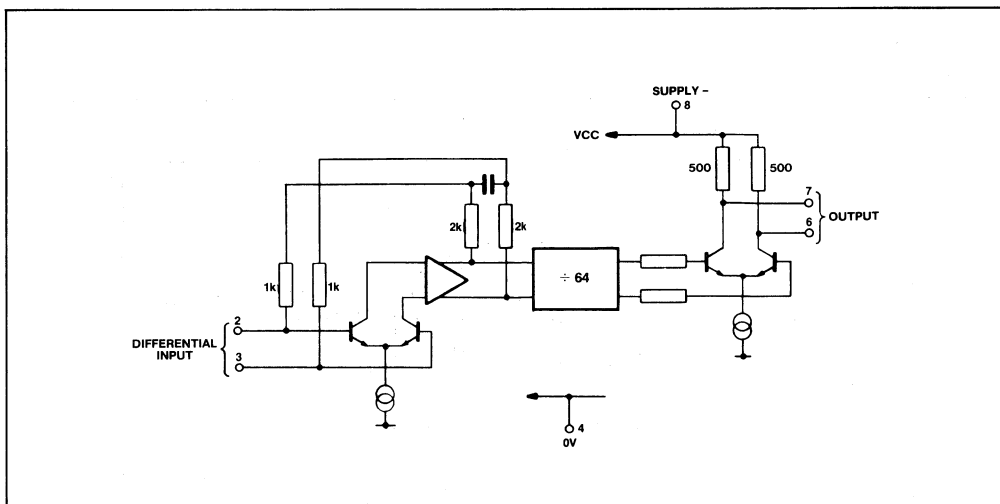 SUPPLY –
8
VCC
500
500
7
OUTPUT
6
2k
2k
÷ 64
1k
1k
2
DIFFERENTIAL
INPUT
3
4
0V